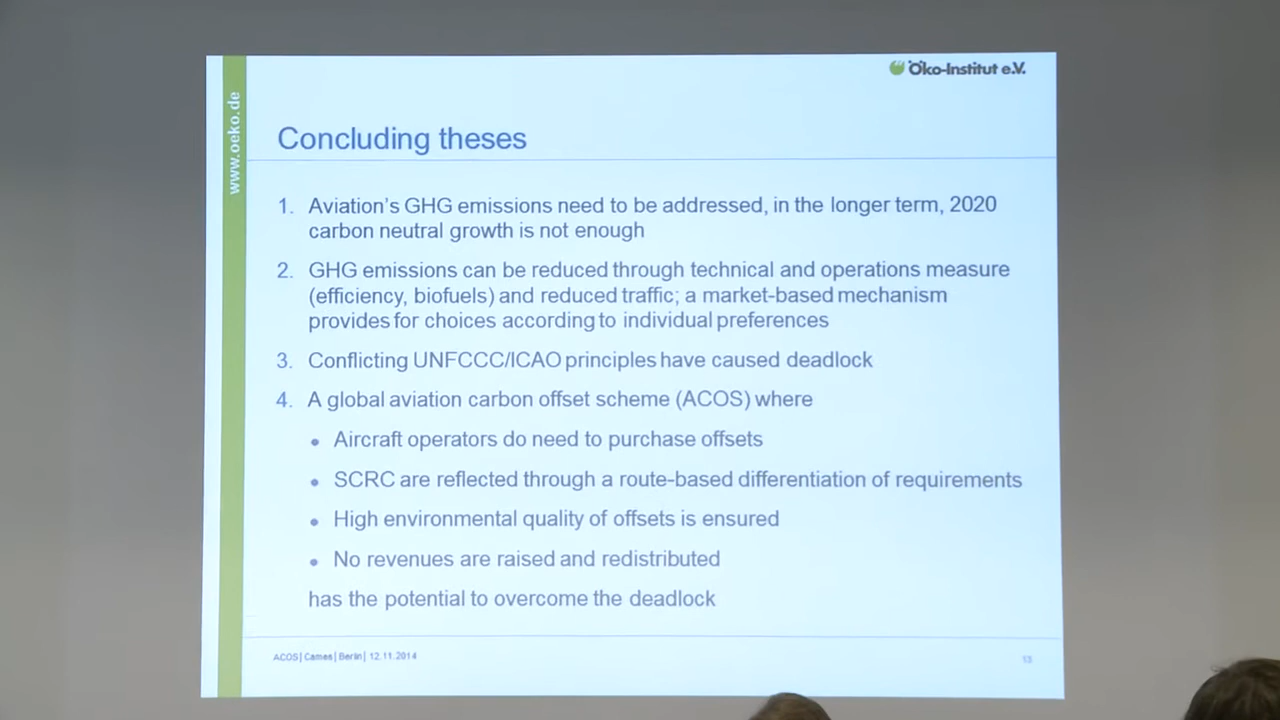 Öko-Institut e.V.
www.oeko.de
Concluding theses
1. Aviation's GHG emissions need to be addressed, in the longer term, 2020
carbon neutral growth is not enough
2. GHG emissions can be reduced through technical and operations measure
(efficiency, biofuels) and reduced traffic; a market-based mechanism
provides for choices according to individual preferences
3. Conflicting UNFCCC/ICAO principles have caused deadlock
4. A global aviation carbon offset scheme (ACOS) where
• Aircraft operators do need to purchase offsets
• SCRC are reflected through a route-based differentiation of requirements
• High environmental quality of offsets is ensured
• No revenues are raised and redistributed
has the potential to overcome the deadlock
ACOS| Cames| Berlin| 12.11.2014
13